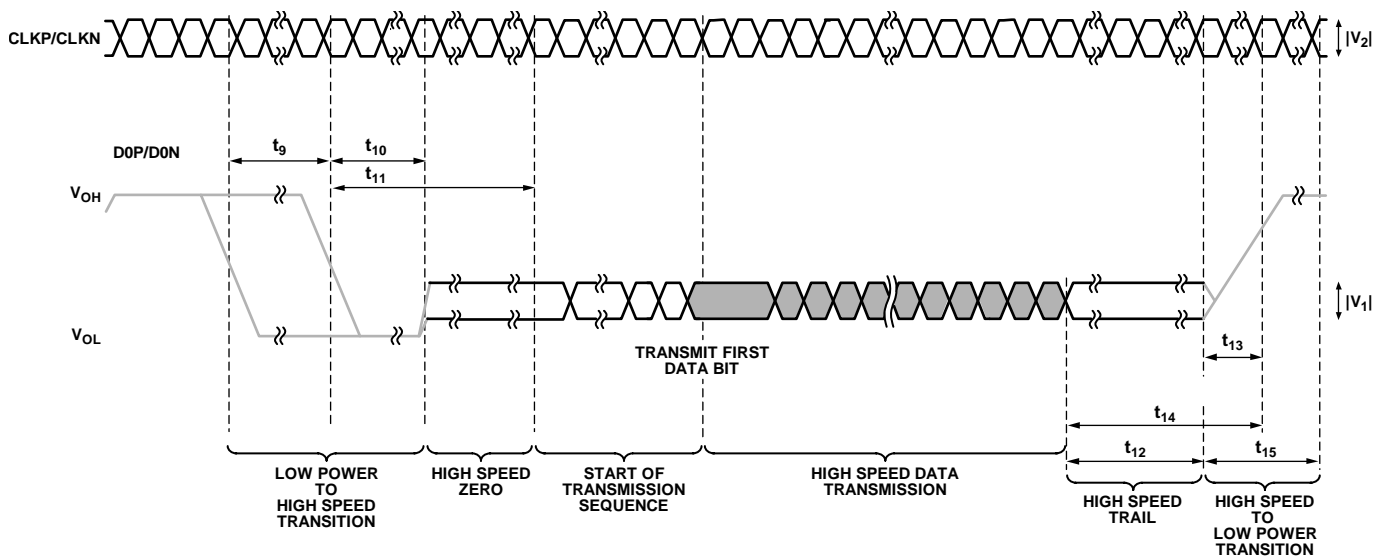 CLKP/CLKN
|V2|
D0P/D0N
t9
t10
t11
VOH
VOL
|V1|
TRANSMIT FIRST
DATA BIT
t13
t14
t12
t15
LOW POWER
TO
HIGH SPEED
TRANSITION
HIGH SPEED
ZERO
START OF
TRANSMISSION
SEQUENCE
HIGH SPEED DATA
TRANSMISSION
HIGH SPEED
TRAIL
HIGH SPEED
TO
LOW POWER
TRANSITION